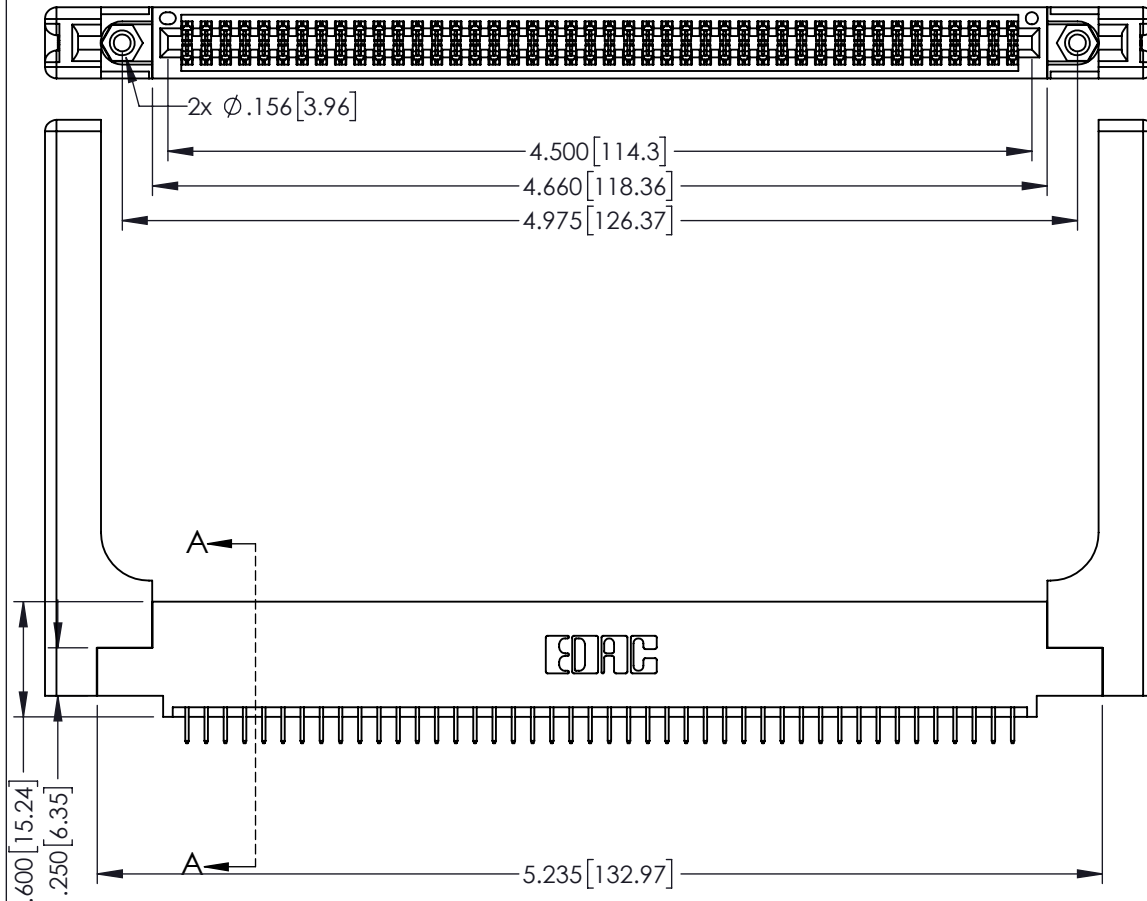 2x ∅.156[3.96]
4.500[114.3]
4.660[118.36]
4.975[126.37]
A
EDAC
.600[15.24]
.250[6.35]
A
5.235[132.97]